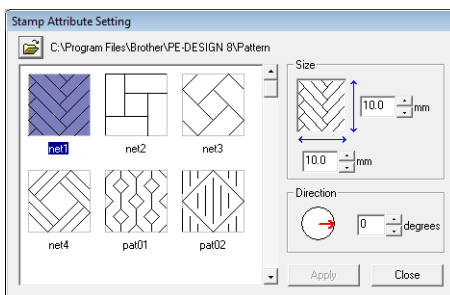 Stamp Attribute Setting
C:\Program Files\Brother\PE-DESIGN 8\Pattern
net1 net2 net3
net4 pat01 pat02
Size
10.0 mm
10.0 mm
Direction
0 degrees
Apply Close